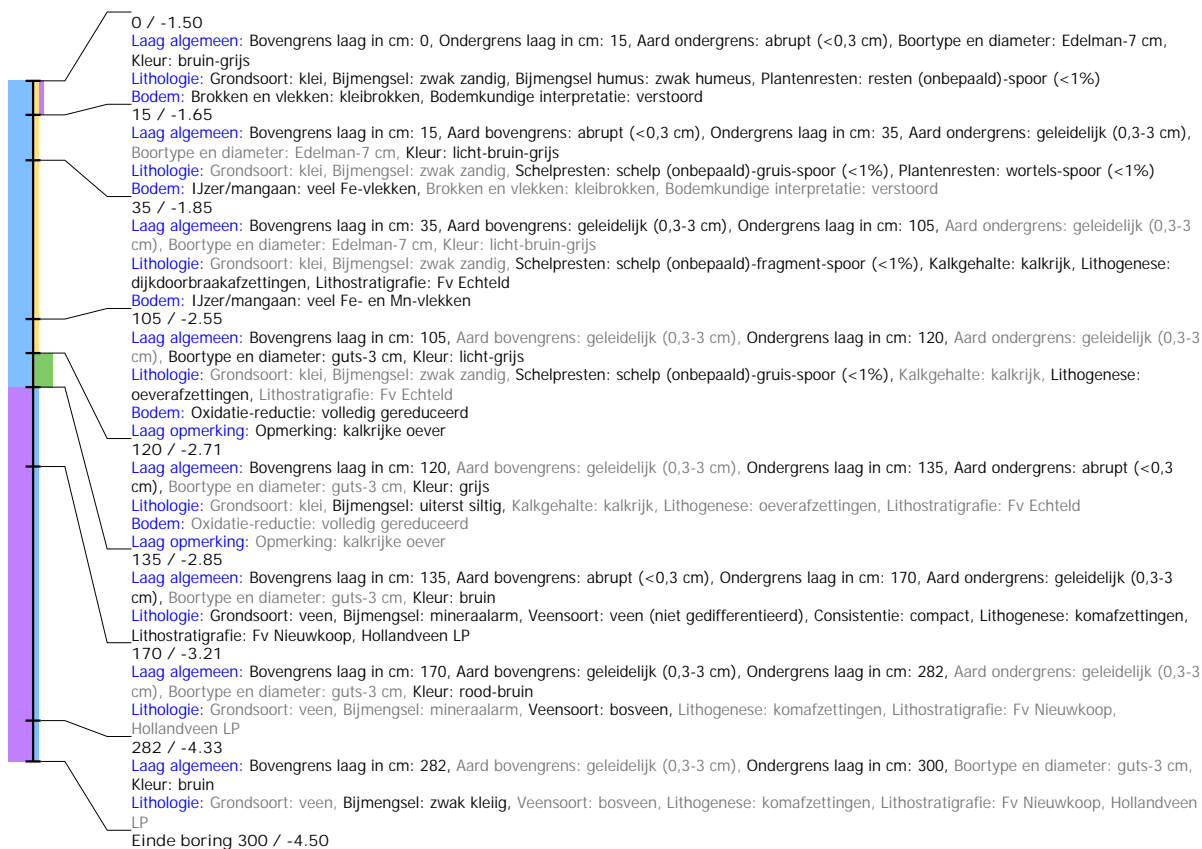 0 / -1.50
Laag algemeen: Bovengrens laag in cm: 0, Ondergrens laag in cm: 15, Aard ondergrens: abrupt (<0,3 cm), Boortype en diameter: Edelman-7 cm,
Kleur: bruin-grijs
Lithologie: Grondsoort: klei, Bijmengsel: zwak zandig, Bijmengsel humus: zwak humeus, Plantenresten: resten (onbepaald)-spoor (<1%)
Bodem: Brokken en vlekken: kleibrokken, Bodemkundige interpretatie: verstoord
15 / -1.65
Laag algemeen: Bovengrens laag in cm: 15, Aard bovengrens: abrupt (<0,3 cm), Ondergrens laag in cm: 35, Aard ondergrens: geleidelijk (0,3-3 cm),
Boortype en diameter: Edelman-7 cm, Kleur: licht-bruin-grijs
Lithologie: Grondsoort: klei, Bijmengsel: zwak zandig, Schelpresten: schelp (onbepaald)-gruis-spoor (<1%), Plantenresten: wortels-spoor (<1%)
Bodem: IJzer/mangaan: veel Fe-vlekken, Brokken en vlekken: kleibrokken, Bodemkundige interpretatie: verstoord
35 / -1.85
Laag algemeen: Bovengrens laag in cm: 35, Aard bovengrens: geleidelijk (0,3-3 cm), Ondergrens laag in cm: 105, Aard ondergrens: geleidelijk (0,3-3
cm), Boortype en diameter: Edelman-7 cm, Kleur: licht-bruin-grijs
Lithologie: Grondsoort: klei, Bijmengsel: zwak zandig, Schelpresten: schelp (onbepaald)-fragment-spoor (<1%), Kalkgehalte: kalkrijk, Lithogenese:
dijkdoorbraakafzettingen, Lithostratigrafie: Fv Echteld
Bodem: IJzer/mangaan: veel Fe- en Mn-vlekken
105 / -2.55
Laag algemeen: Bovengrens laag in cm: 105, Aard bovengrens: geleidelijk (0,3-3 cm), Ondergrens laag in cm: 120, Aard ondergrens: geleidelijk (0,3-3
cm), Boortype en diameter: guts-3 cm, Kleur: licht-grijs
Lithologie: Grondsoort: klei, Bijmengsel: zwak zandig, Schelpresten: schelp (onbepaald)-gruis-spoor (<1%), Kalkgehalte: kalkrijk, Lithogenese:
oeverafzettingen, Lithostratigrafie: Fv Echteld
Bodem: Oxidatie-reductie: volledig gereduceerd
Laag opmerking: Opmerking: kalkrijke oever
120 / -2.71
Laag algemeen: Bovengrens laag in cm: 120, Aard bovengrens: geleidelijk (0,3-3 cm), Ondergrens laag in cm: 135, Aard ondergrens: abrupt (<0,3
cm), Boortype en diameter: guts-3 cm, Kleur: grijs
Lithologie: Grondsoort: klei, Bijmengsel: uiterst siltig, Kalkgehalte: kalkrijk, Lithogenese: oeverafzettingen, Lithostratigrafie: Fv Echteld
Bodem: Oxidatie-reductie: volledig gereduceerd
Laag opmerking: Opmerking: kalkrijke oever
135 / -2.85
Laag algemeen: Bovengrens laag in cm: 135, Aard bovengrens: abrupt (<0,3 cm), Ondergrens laag in cm: 170, Aard ondergrens: geleidelijk (0,3-3
cm), Boortype en diameter: guts-3 cm, Kleur: bruin
Lithologie: Grondsoort: veen, Bijmengsel: mineraalarm, Veensoort: veen (niet gedifferentieerd), Consistentie: compact, Lithogenese: komafzettingen,
Lithostratigrafie: Fv Nieuwkoop, Hollandveen LP
170 / -3.21
Laag algemeen: Bovengrens laag in cm: 170, Aard bovengrens: geleidelijk (0,3-3 cm), Ondergrens laag in cm: 282, Aard ondergrens: geleidelijk (0,3-3
cm), Boortype en diameter: guts-3 cm, Kleur: rood-bruin
Lithologie: Grondsoort: veen, Bijmengsel: mineraalarm, Veensoort: bosveen, Lithogenese: komafzettingen, Lithostratigrafie: Fv Nieuwkoop,
Hollandveen LP
282 / -4.33
Laag algemeen: Bovengrens laag in cm: 282, Aard bovengrens: geleidelijk (0,3-3 cm), Ondergrens laag in cm: 300, Boortype en diameter: guts-3 cm,
Kleur: bruin
Lithologie: Grondsoort: veen, Bijmengsel: zwak kleiig, Veensoort: bosveen, Lithogenese: komafzettingen, Lithostratigrafie: Fv Nieuwkoop, Hollandveen
LP
Einde boring 300 / -4.50